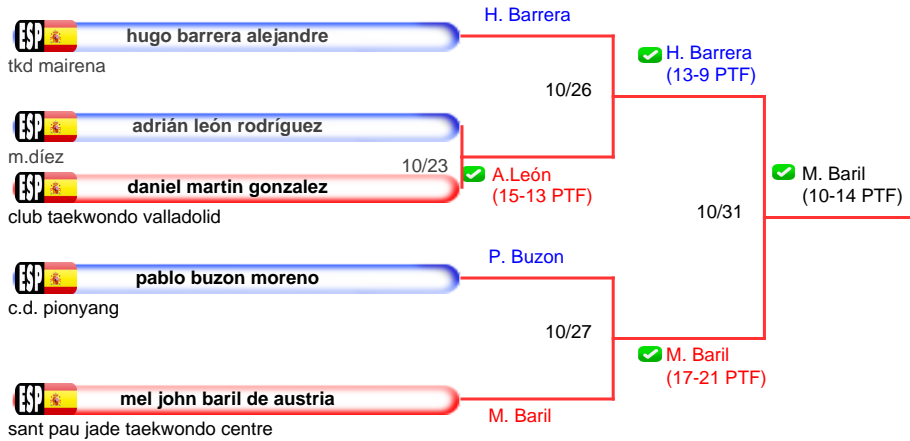 H. Barrera
ESP hugo barrera alejandre
tkd mairena
H. Barrera
(13-9 PTF)
10/26
ESP adrián león rodríguez
m.díez
10/23
A.León
(15-13 PTF)
ESP daniel martin gonzalez
club taekwondo valladolid
M. Baril
(10-14 PTF)
10/31
P. Buzon
ESP pablo buzon moreno
c.d. pionyang
10/27
M. Baril
(17-21 PTF)
ESP mel john baril de austria
M. Baril
sant pau jade taekwondo centre